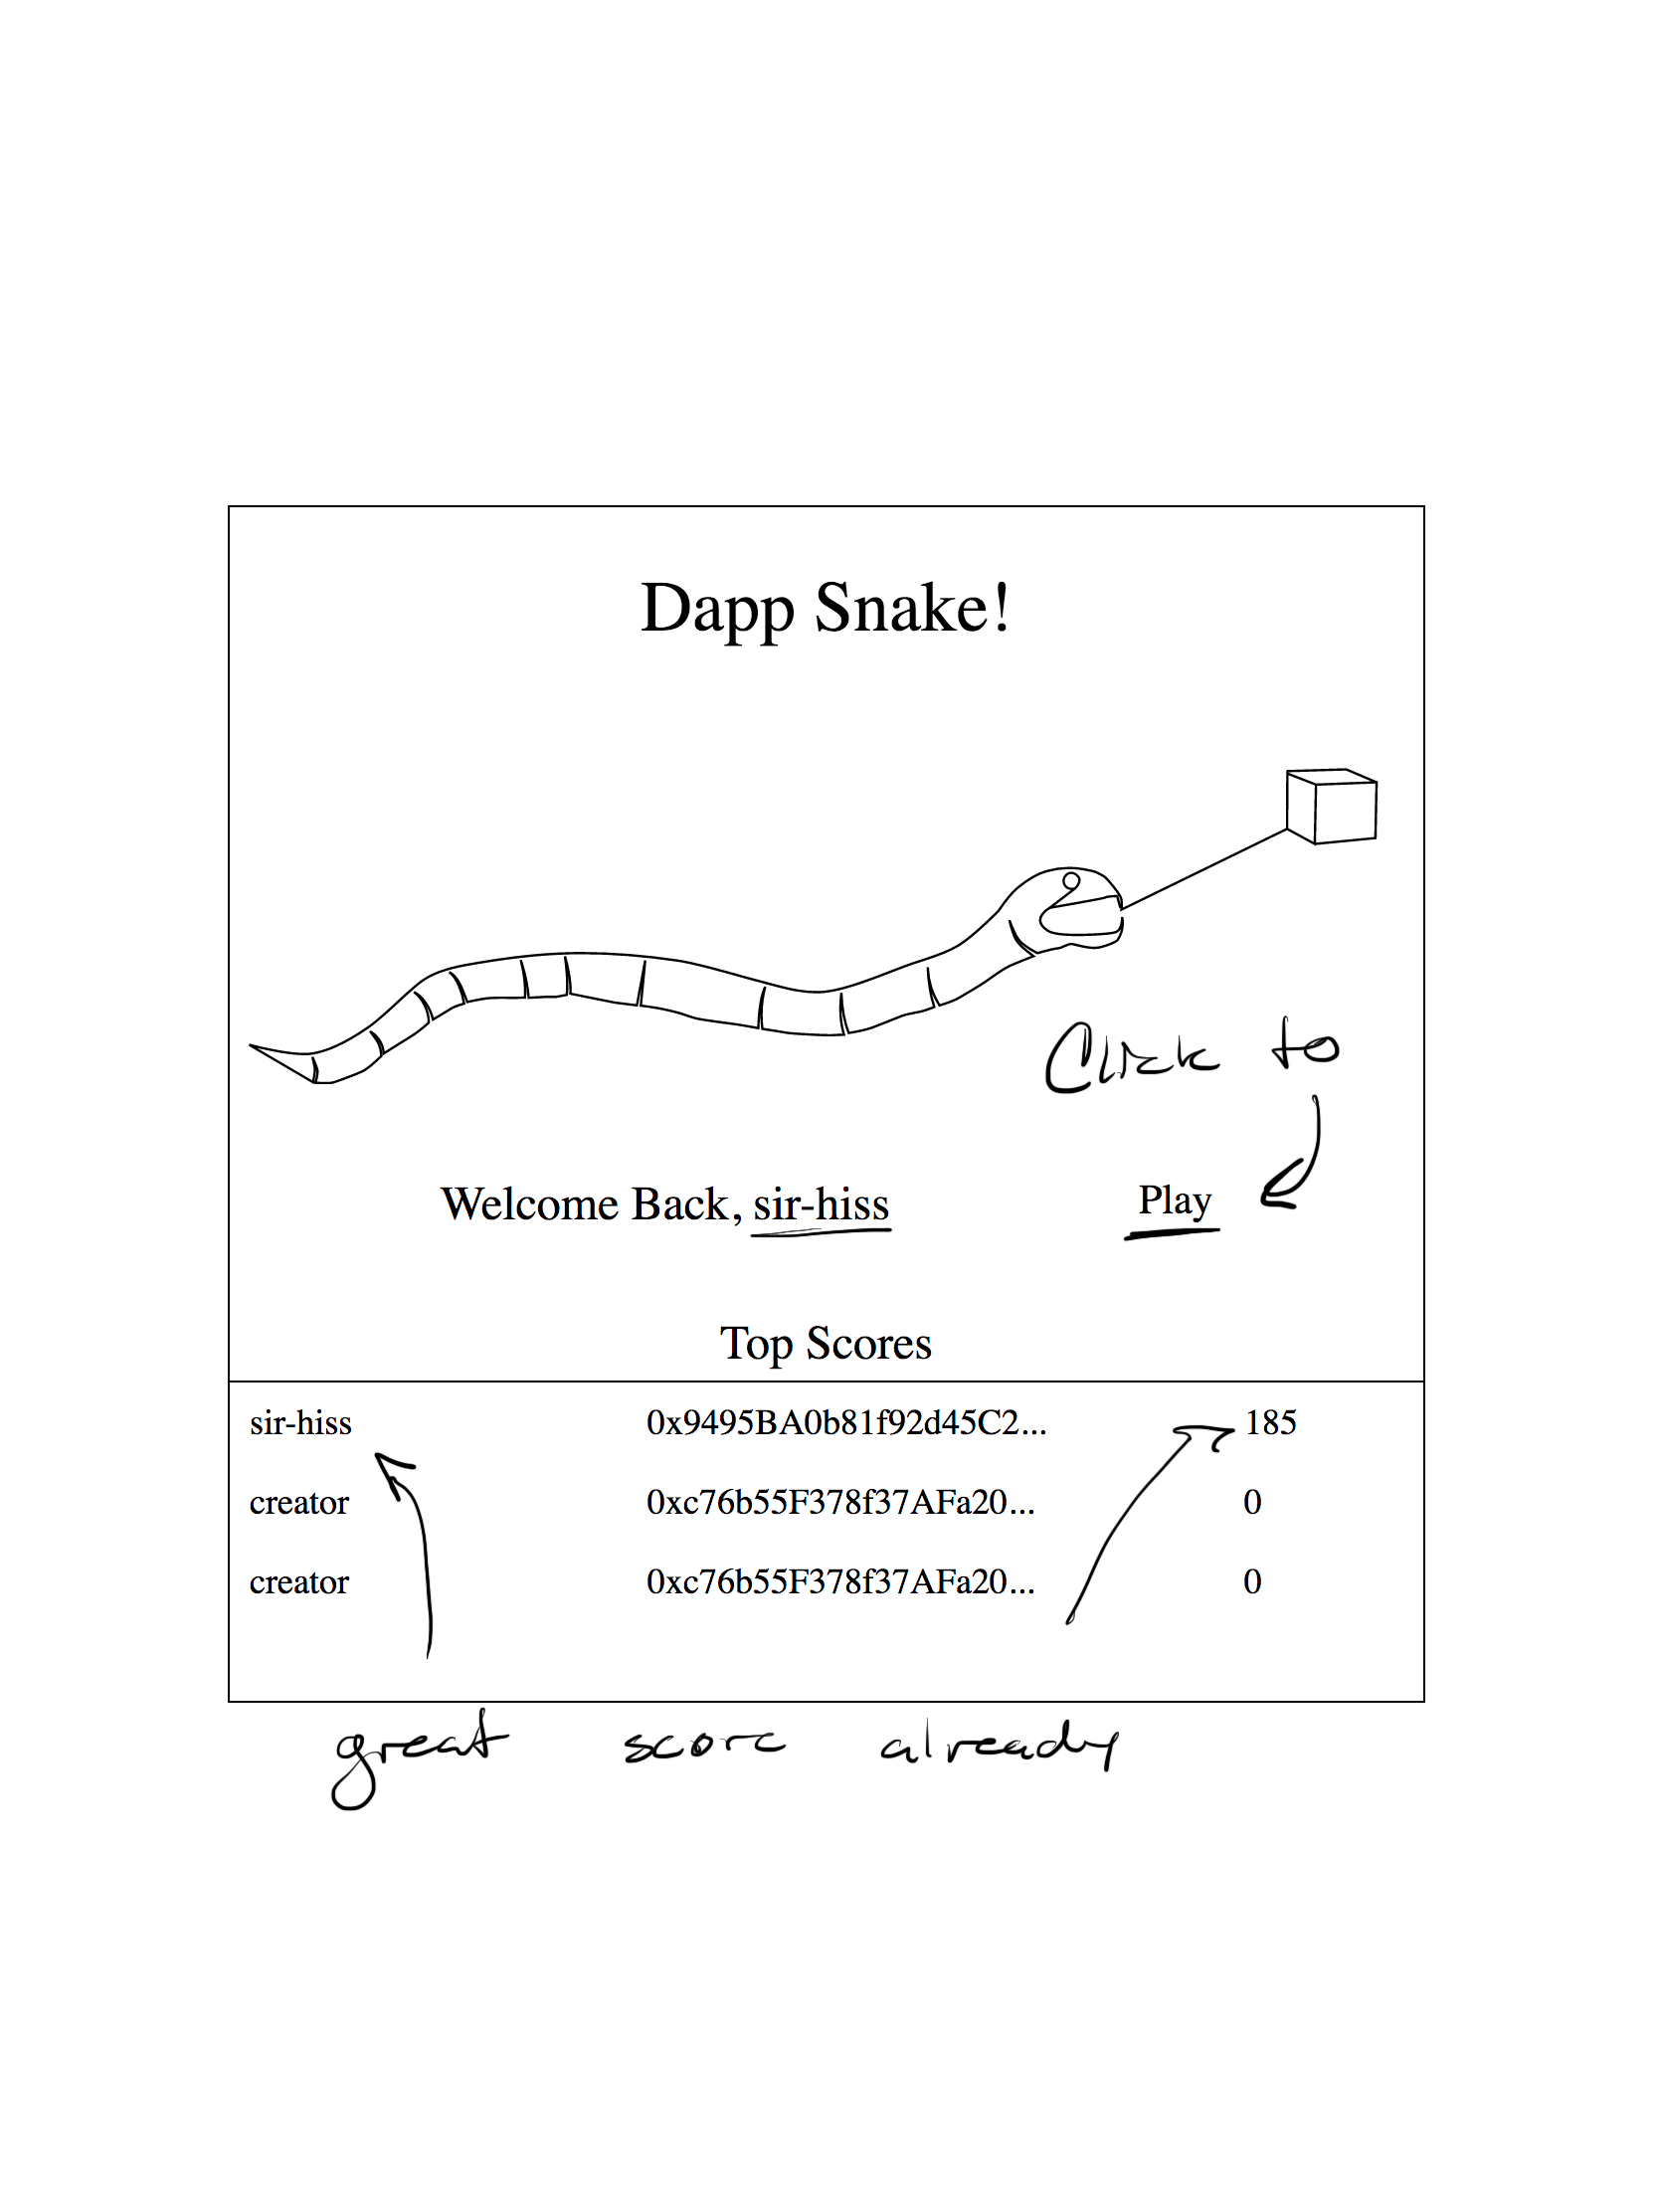 Dapp Snake!
Click to
Welcome Back, sir-hiss Play
Top Scores
sir-hiss 0x9495BA0b81f92d45C2... 185
creator 0xc76b55F378f37AFa20... 0
creator 0xc76b55F378f37AFa20... 0
great score already